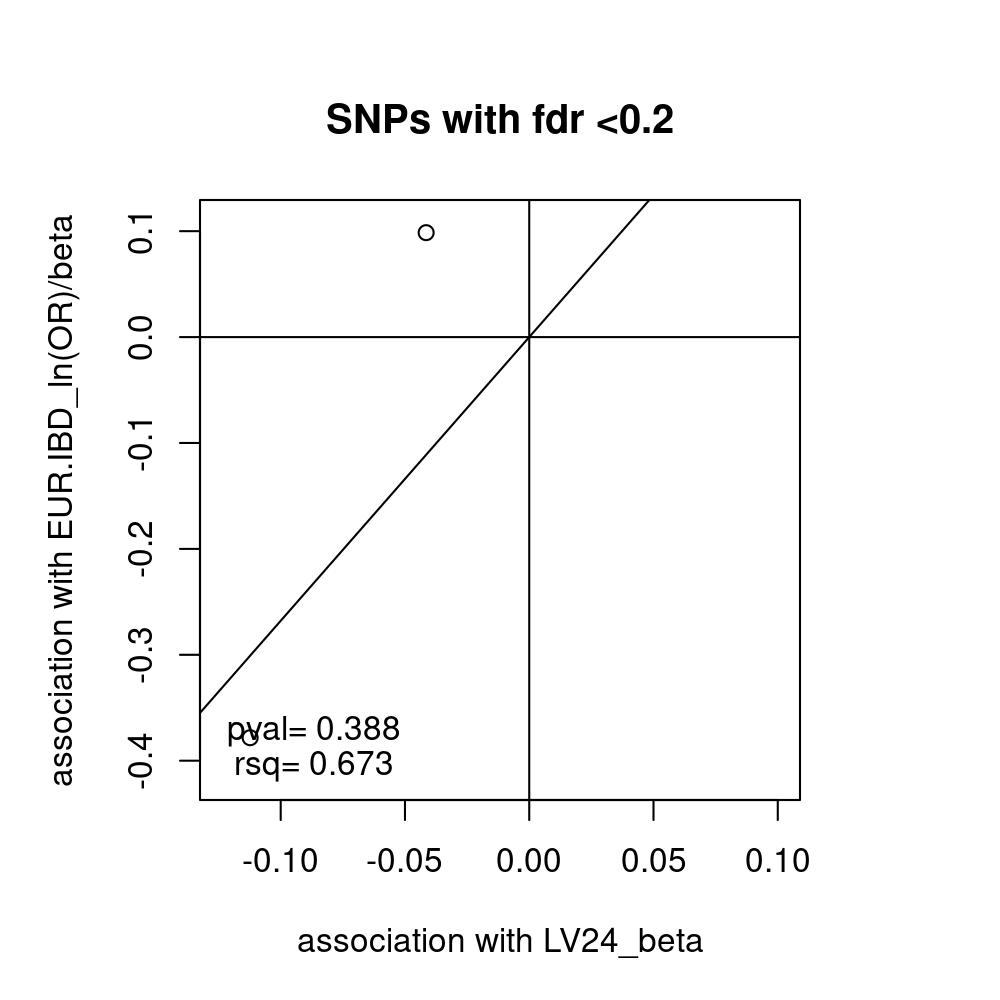 SNPs with fdr <0.2
association with EUR.IBD_ln(OR)/beta
0.1
0.0
-0.1
-0.2
-0.3
-0.4
pval= 0.388
rsq= 0.673
-0.10 -0.05 0.00 0.05 0.10
association with LV24_beta